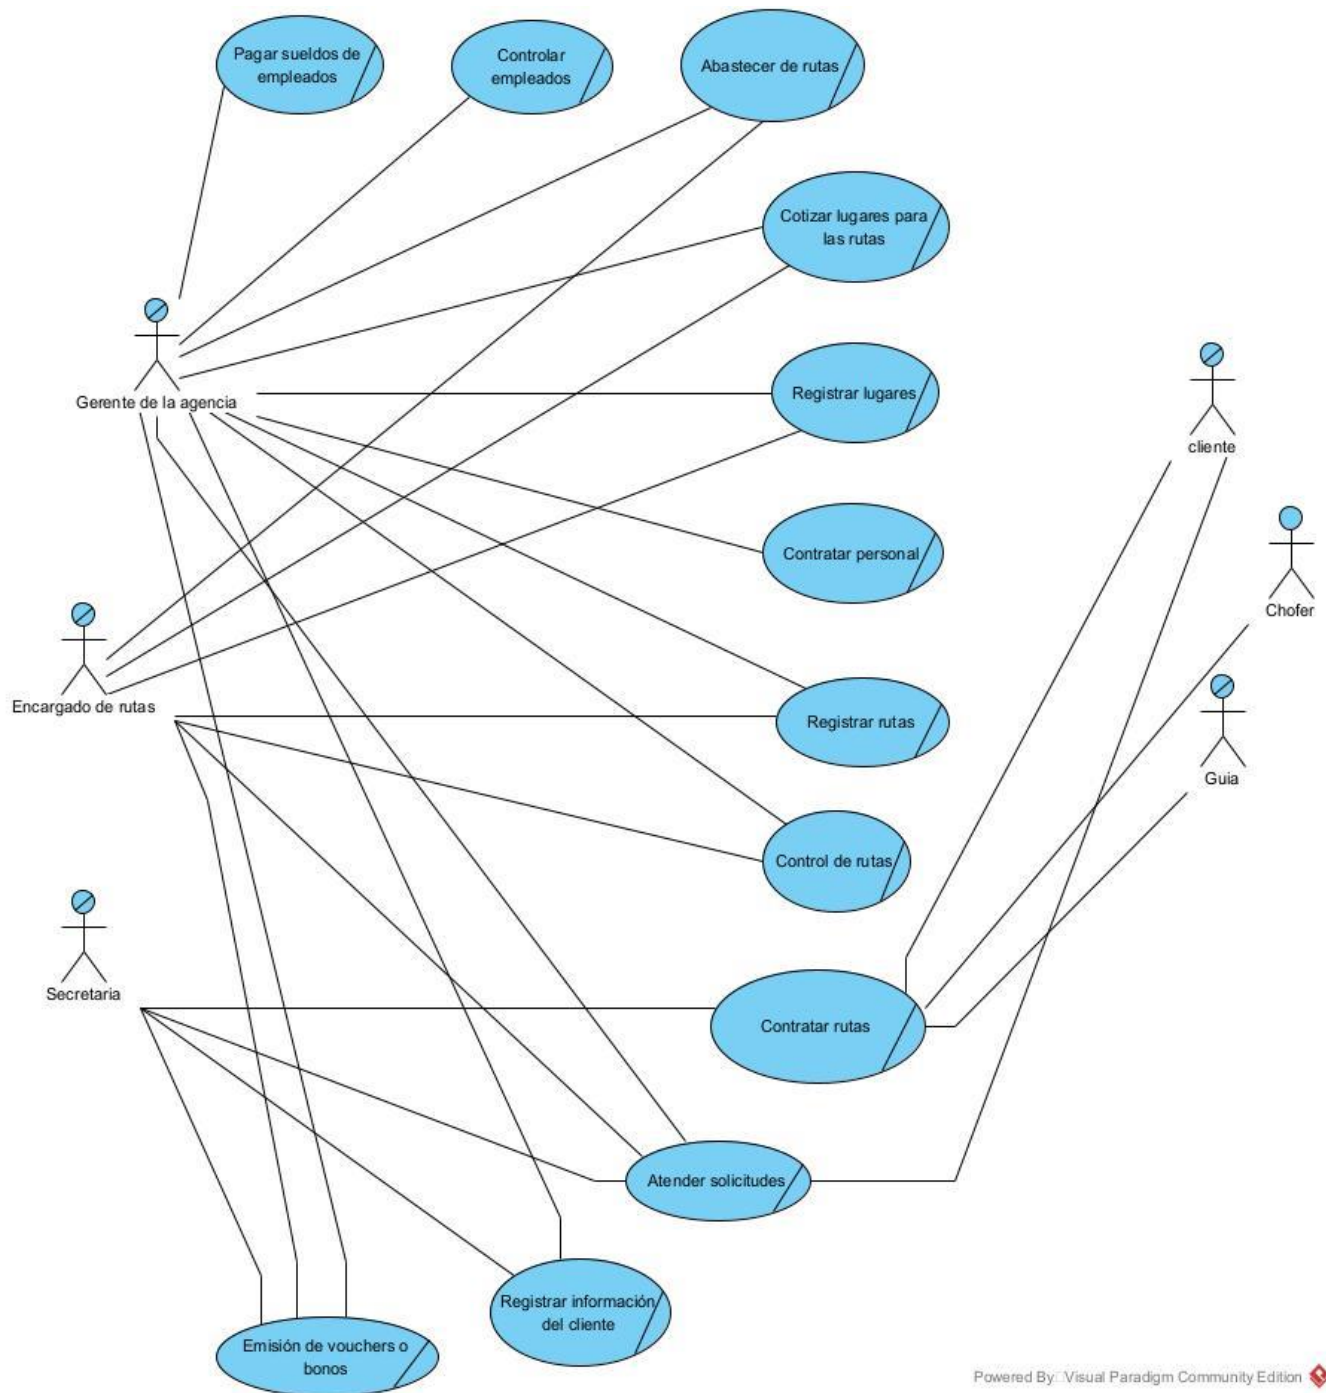 Pagar sueldos de
empleados
Controlar
empleados
Abastecer de rutas
Cotizar lugares para
las rutas
Gerente de la agencia
Registrar lugares
cliente
Contratar personal
Chofer
Encargado de rutas
Registrar rutas
Guia
Control de rutas
Secretaria
Contratar rutas
Atender solicitudes
Registrar información
del cliente
Emisión de vouchers o
bonos
Powered By Visual Paradigm Community Edition